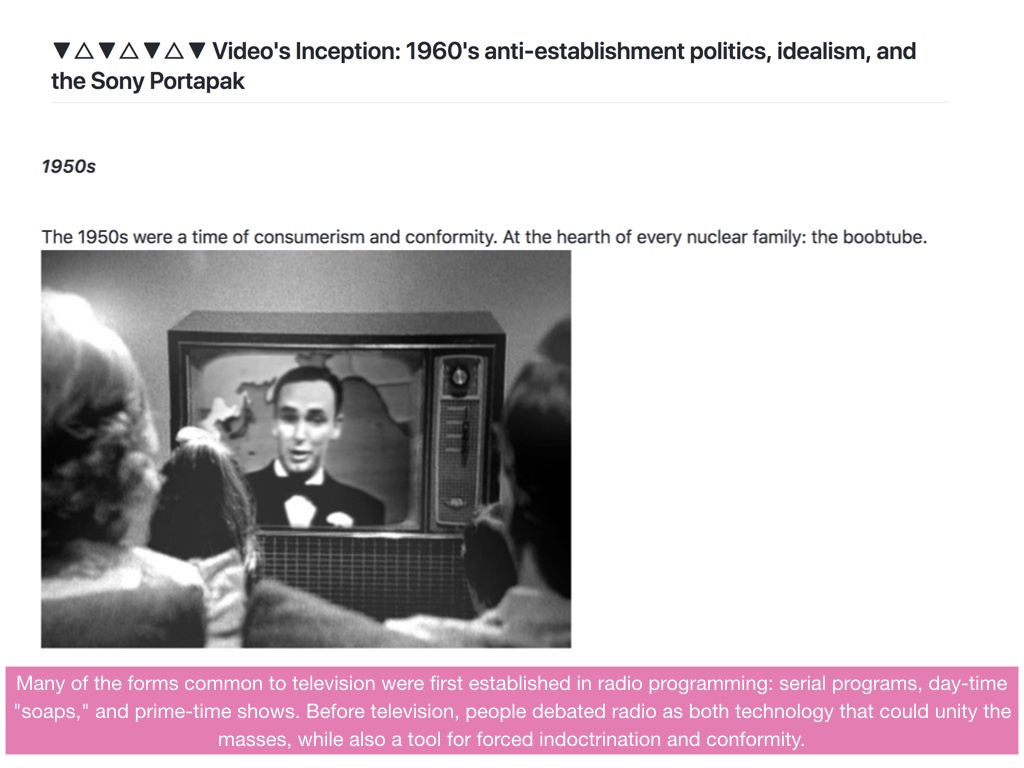 ▼△▼△▼△▼ Video's Inception: 1960's anti-establishment politics, idealism, and
the Sony Portapak
1950s
The 1950s were a time of consumerism and conformity. At the hearth of every nuclear family: the boobtube.
Many of the forms common to television were first established in radio programming: serial programs, day-time
"soaps," and prime-time shows. Before television, people debated radio as both technology that could unity the
masses, while also a tool for forced indoctrination and conformity.